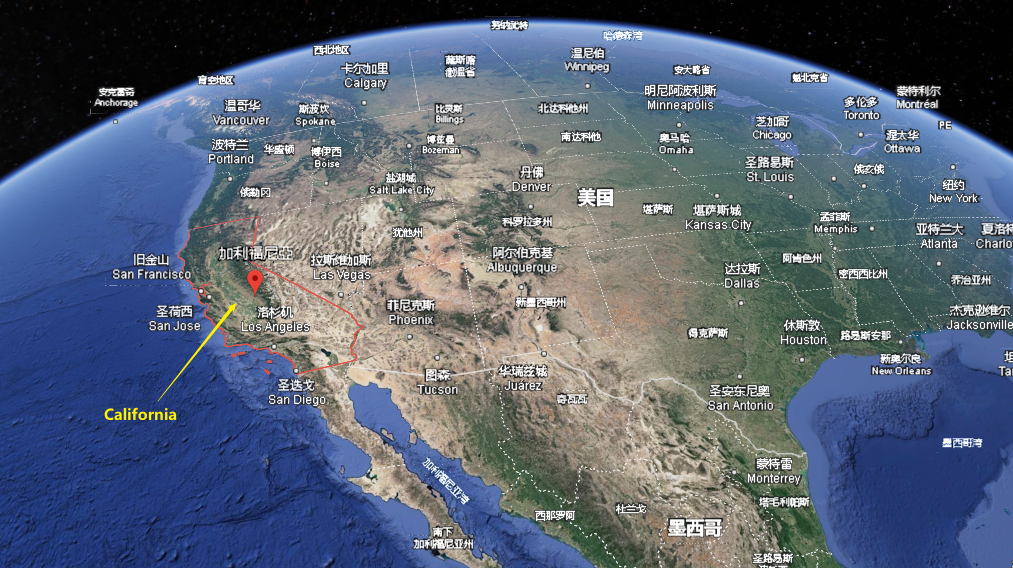 努纳武特
西北地区
哈德森湾
卡尔加里
Calgary
萨斯喀
彻温省
温尼伯
Winnipeg
育空地区
安大略省
魁北克省
安克雷奇
Anchorage
温哥华
Vancouver
斯波坎
Spokane
比灵斯
Billings
北达科他州
明尼阿波利斯
Minneapolis
多伦多
Toronto
蒙特利尔
Montréal
PE
波特兰
Portland
华盛顿
博伊西
Boise
博兹曼
Bozeman
南达科他
奥马哈
Omaha
芝加哥
Chicago
渥太华
Ottawa
俄勒冈
盐湖城
Salt Lake City
丹佛
Denver
美国
圣路易斯
St. Louis
俄亥俄
纽约
New York
犹他州
科罗拉多州
堪萨斯
堪萨斯城
Kansas City
孟菲斯
Memphis
亚特兰大
Atlanta
夏洛特
Charlo
旧金山
San Francisco
加利福尼亞
拉斯维加斯
Las Vegas
阿尔伯克基
Albuquerque
达拉斯
Dallas
阿肯色州
密西西比州
乔治亚州
圣荷西
San Jose
洛杉矶
Los Angeles
菲尼克斯
Phoenix
新墨西哥州
得克萨斯
休斯敦
Houston
路易斯安那
杰克逊维尔
Jacksonville
新奥尔良
New Orleans
坦
Tar
圣迭戈
San Diego
图森
Tucson
华瑞兹城
Juárez
奇瓦瓦
圣安东尼奥
San Antonio
California
墨西哥湾
加利福尼亚湾
蒙特雷
Monterrey
塔毛利帕斯
西那罗阿
杜兰戈
墨西哥
南下
加利福尼亚州
圣路易斯